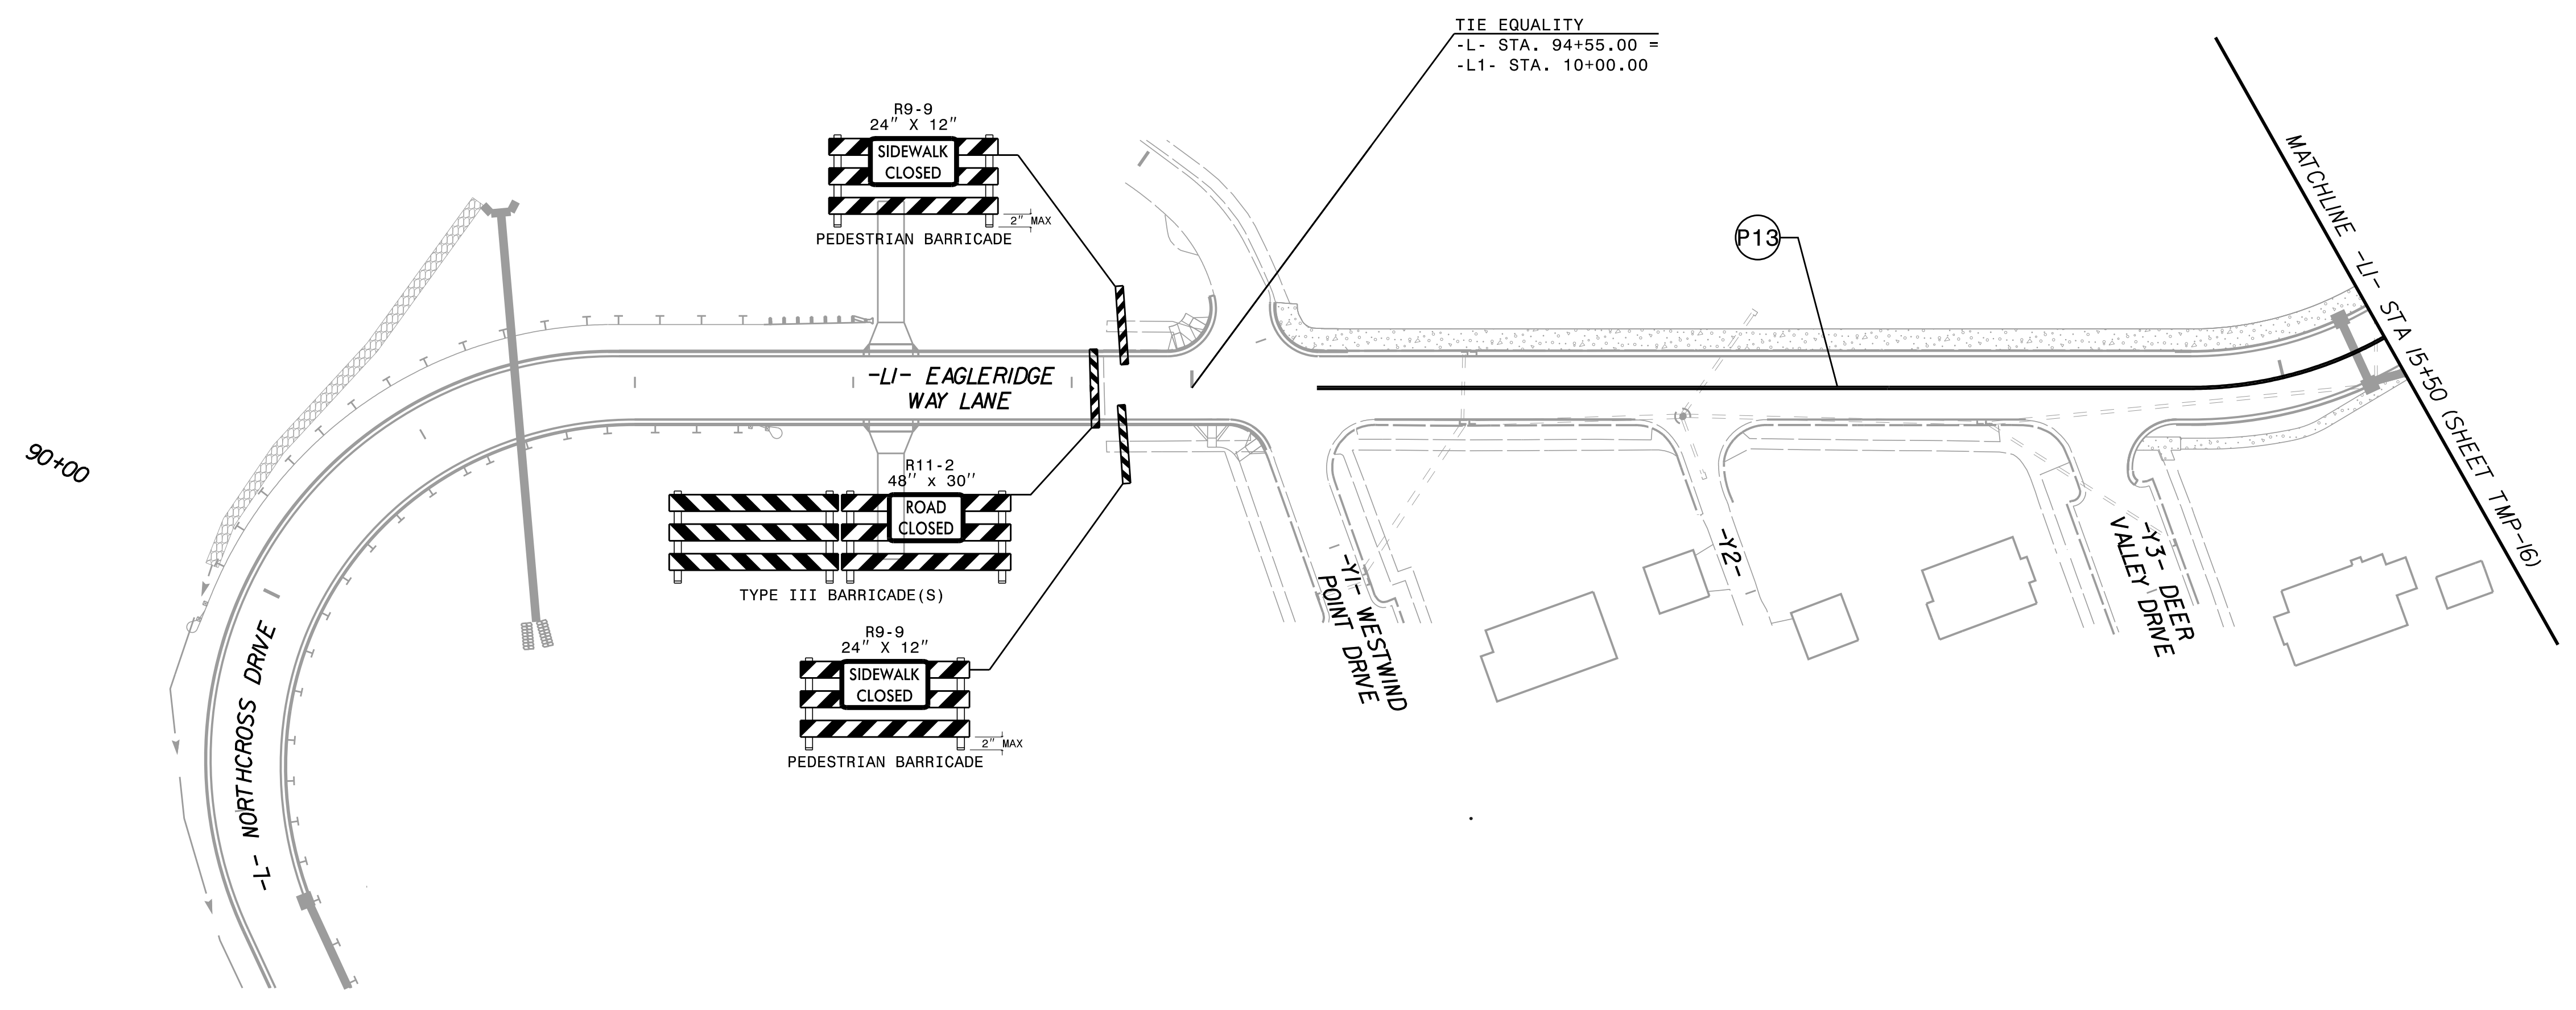 TIE EQUALITY
-L- STA. 94+55.00 =
-L1- STA. 10+00.00
R9-9
24" X 12"
SIDEWALK
CLOSED
2" MAX
PEDESTRIAN BARRICADE
P13
MATCHLINE -L1- STA 15+50 (SHEET TMP-16)
-L1- EAGLERIDGE
WAY LANE
90+00
R11-2
48" x 30"
ROAD
CLOSED
TYPE III BARRICADE(S)
R9-9
24" X 12"
SIDEWALK
CLOSED
2" MAX
PEDESTRIAN BARRICADE
-L- NORTHCROSS DRIVE
-Y1- WESTWIND
POINT DRIVE
-Y2-
-Y3- DEER
VALLEY DRIVE